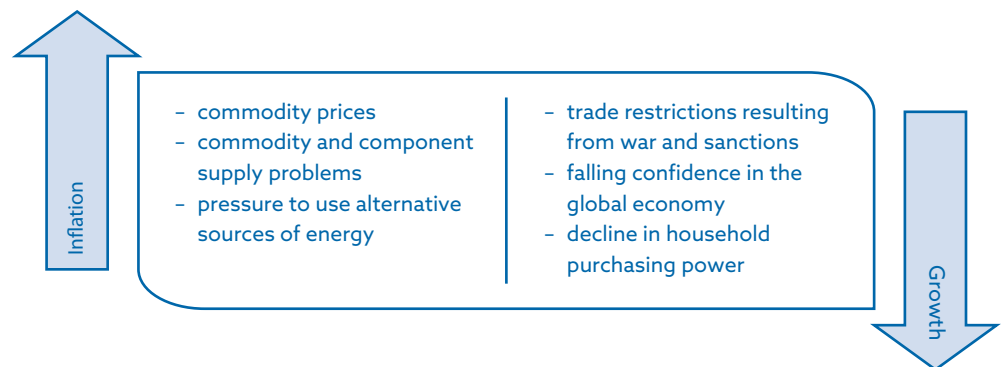 Inflation
– commodity prices
– commodity and component
supply problems
– pressure to use alternative
sources of energy
– trade restrictions resulting
from war and sanctions
– falling confidence in the
global economy
– decline in household
purchasing power
Growth